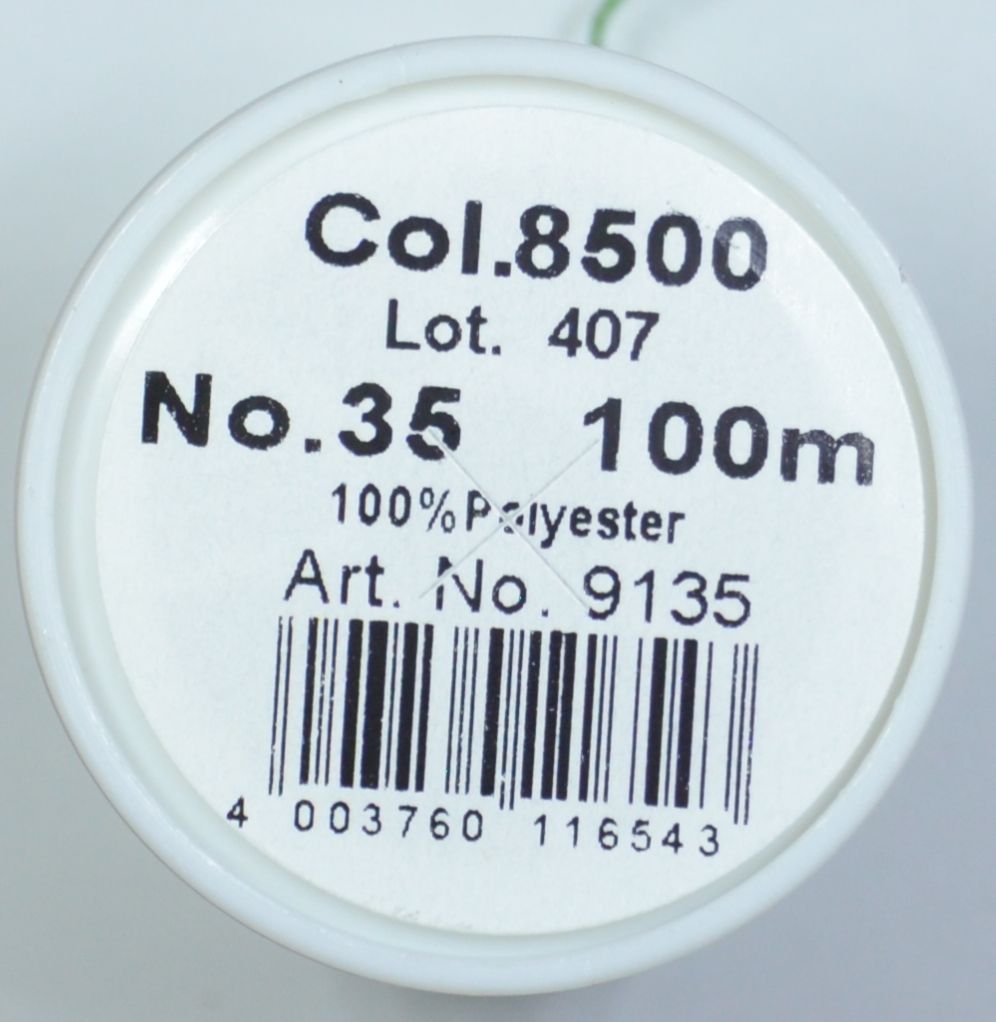 Col.8500
Lot. 407
No.35 100m
100%Polyester
Art. No. 9135
4 003760 116543